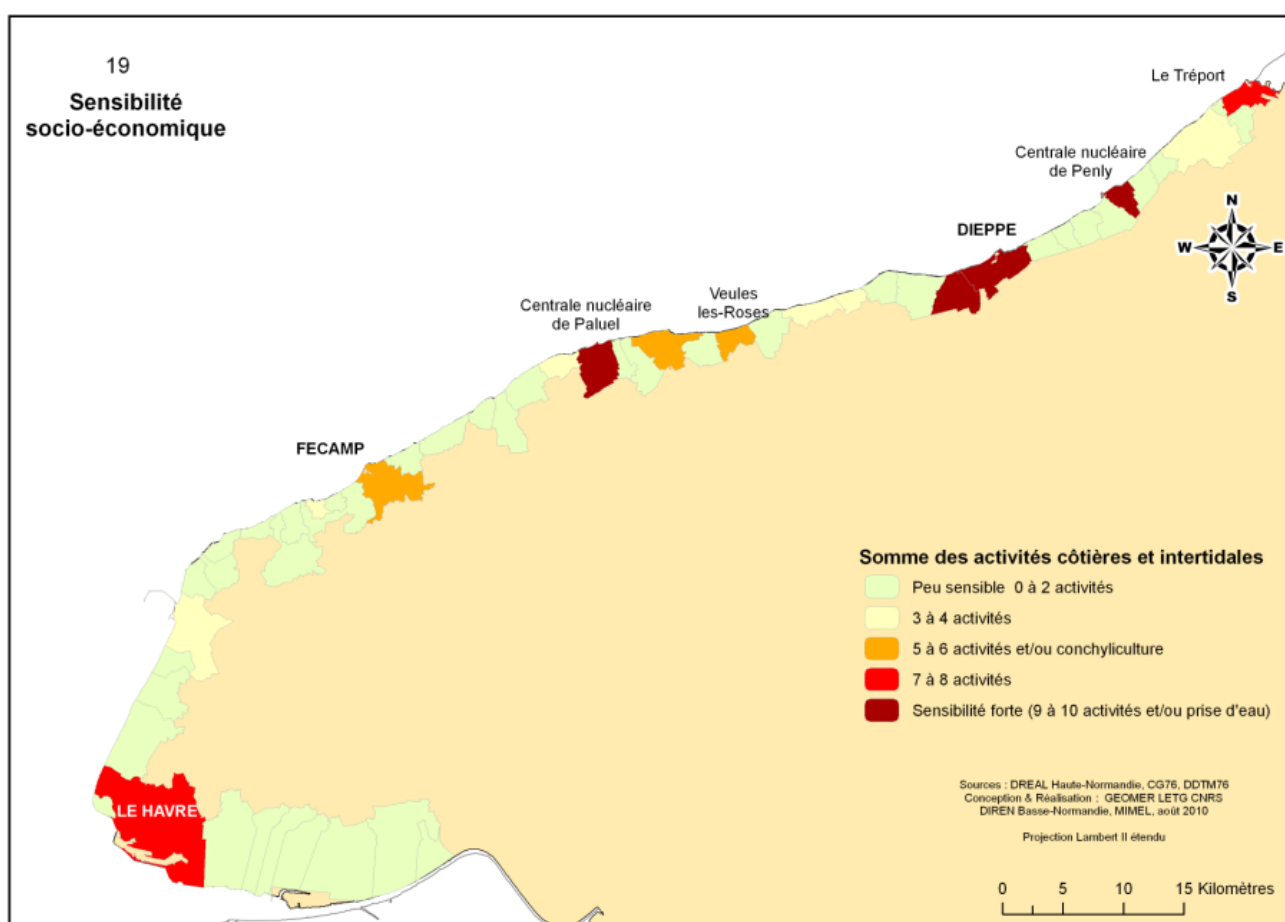 19
Sensibilité
socio-économique
Le Tréport
Centrale nucléaire
de Penly
N
W E
S
DIEPPE
Centrale nucléaire
de Paluel
Veules
les-Roses
FECAMP
LE HAVRE
Somme des activités côtières et intertidales
Peu sensible 0 à 2 activités
3 à 4 activités
5 à 6 activités et/ou conchyliculture
7 à 8 activités
Sensibilité forte (9 à 10 activités et/ou prise d'eau)
Sources : DREAL Haute-Normandie, CG76, DDTM76
Conception & Réalisation : GEOMER LETG CNRS
DIREN Basse-Normandie, MIMEL, août 2010
Projection Lambert II étendu
0 5 10 15 Kilomètres